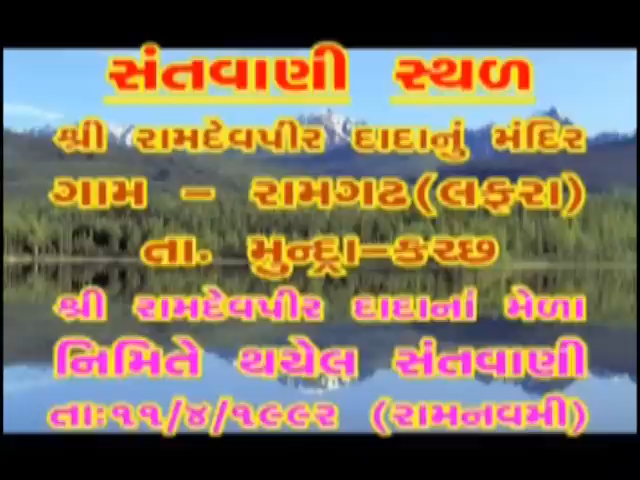 સંતવાણી સ્થળ
શ્રી રામદેવપીર દાદાનું મંદિર
ગામ - રામગઢ(લફરા)
તા. મુન્દ્રા-કચ્છ
શ્રી રામદેવપીર દાદાનાં મેળા
નિમિતે થયેલ સંતવાણી
તાઃ૧૧/૪/૧૯૯૨ (રામનવમી)